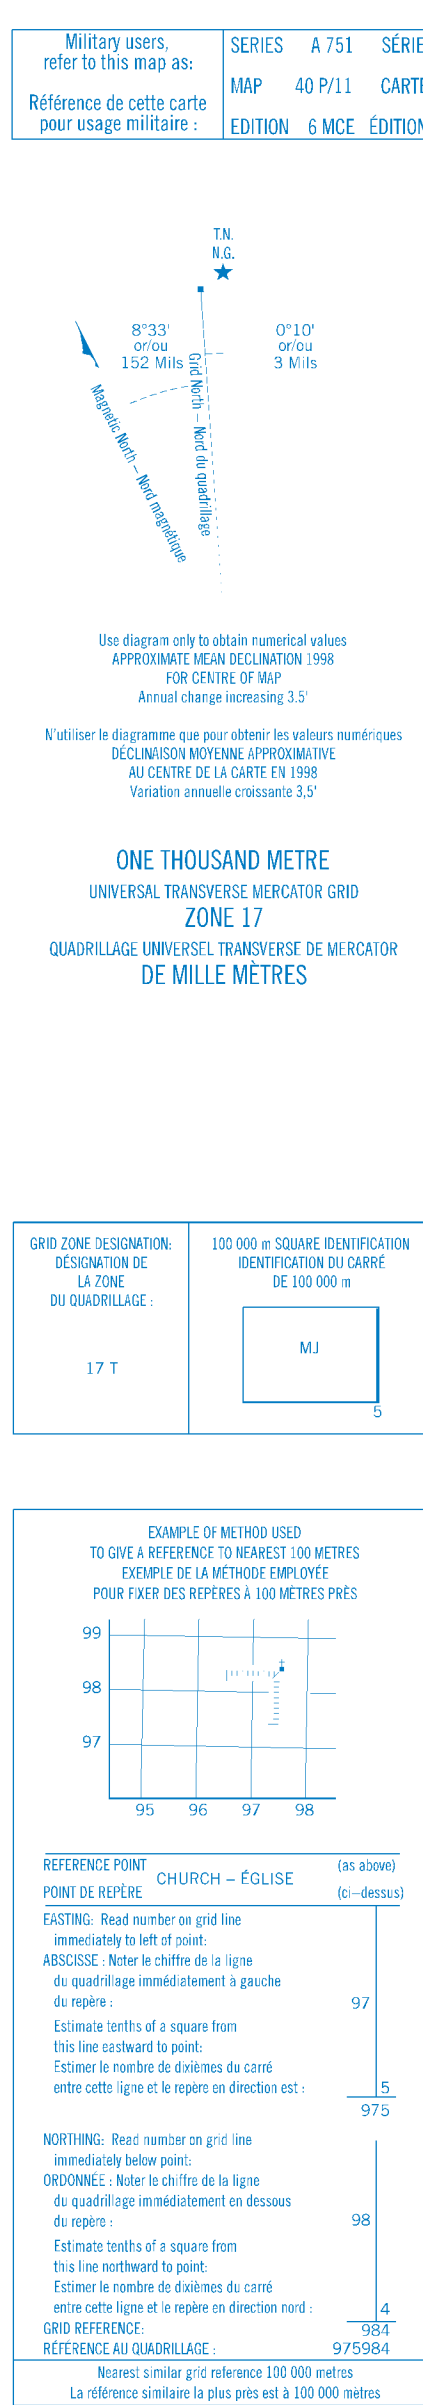 Military users,
refer to this map as:
Référence de cette carte
pour usage militaire :
SERIES A 751 SÉRIE
MAP 40 P/11 CARTE
EDITION 6 MCE ÉDITION
T.N.
N.G.
8°33'
or/ou
152 Mils
0°10'
or/ou
3 Mils
Grid North – Nord du quadrillage
Magnetic North – Nord magnétique
Use diagram only to obtain numerical values
APPROXIMATE MEAN DECLINATION 1998
FOR CENTRE OF MAP
Annual change increasing 3.5'
N'utiliser le diagramme que pour obtenir les valeurs numériques
DÉCLINAISON MOYENNE APPROXIMATIVE
AU CENTRE DE LA CARTE EN 1998
Variation annuelle croissante 3,5'
ONE THOUSAND METRE
UNIVERSAL TRANSVERSE MERCATOR GRID
ZONE 17
QUADRILLAGE UNIVERSEL TRANSVERSE DE MERCATOR
DE MILLE MÈTRES
GRID ZONE DESIGNATION:
DÉSIGNATION DE
LA ZONE
DU QUADRILLAGE :
17 T
100 000 m SQUARE IDENTIFICATION
IDENTIFICATION DU CARRÉ
DE 100 000 m
MJ
5
EXAMPLE OF METHOD USED
TO GIVE A REFERENCE TO NEAREST 100 METRES
EXEMPLE DE LA MÉTHODE EMPLOYÉE
POUR FIXER DES REPÈRES À 100 MÈTRES PRÈS
99
98
97
95 96 97 98
REFERENCE POINT
POINT DE REPÈRE
CHURCH – ÉGLISE
(as above)
(ci–dessus)
EASTING: Read number on grid line
immediately to left of point:
ABSCISSE : Noter le chiffre de la ligne
du quadrillage immédiatement à gauche
du repère : 97
Estimate tenths of a square from
this line eastward to point:
Estimer le nombre de dixièmes du carré
entre cette ligne et le repère en direction est : 5
975
NORTHING: Read number on grid line
immediately below point:
ORDONNÉE : Noter le chiffre de la ligne
du quadrillage immédiatement en dessous
du repère : 98
Estimate tenths of a square from
this line northward to point:
Estimer le nombre de dixièmes du carré
entre cette ligne et le repère en direction nord : 4
GRID REFERENCE: 984
RÉFÉRENCE AU QUADRILLAGE : 975984
Nearest similar grid reference 100 000 metres
La référence similaire la plus près est à 100 000 mètres